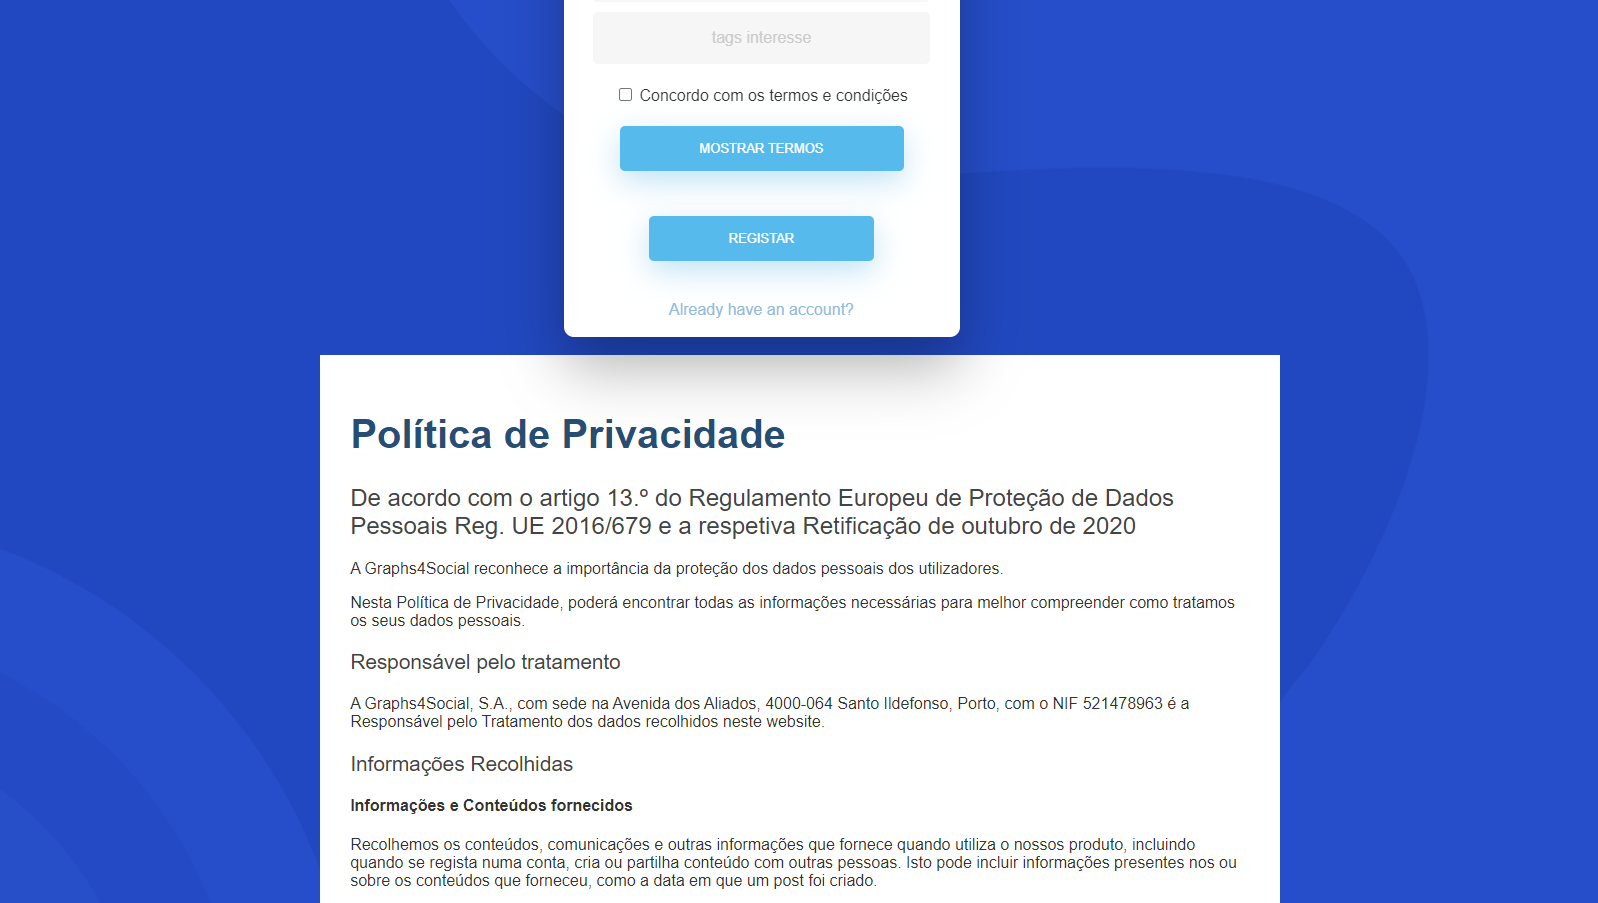 tags interesse
Concordo com os termos e condições
MOSTRAR TERMOS
REGISTAR
Already have an account?
Política de Privacidade
De acordo com o artigo 13.º do Regulamento Europeu de Proteção de Dados
Pessoais Reg. UE 2016/679 e a respetiva Retificação de outubro de 2020
A Graphs4Social reconhece a importância da proteção dos dados pessoais dos utilizadores.
Nesta Política de Privacidade, poderá encontrar todas as informações necessárias para melhor compreender como tratamos
os seus dados pessoais.
Responsável pelo tratamento
A Graphs4Social, S.A., com sede na Avenida dos Aliados, 4000-064 Santo Ildefonso, Porto, com o NIF 521478963 é a
Responsável pelo Tratamento dos dados recolhidos neste website.
Informações Recolhidas
Informações e Conteúdos fornecidos
Recolhemos os conteúdos, comunicações e outras informações que fornece quando utiliza o nossos produto, incluindo
quando se regista numa conta, cria ou partilha conteúdo com outras pessoas. Isto pode incluir informações presentes nos ou
sobre os conteúdos que forneceu, como a data em que um post foi criado.